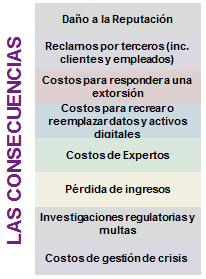 LAS CONSECUENCIAS
Daño a la Reputación
Reclamos por terceros (inc.
clientes y empleados)
Costos para responder a una
extorsión
Costos para recrear o
reemplazar datos y activos
digitales
Costos de Expertos
Pérdida de ingresos
Investigaciones regulatorias y
multas
Costos de gestión de crisis